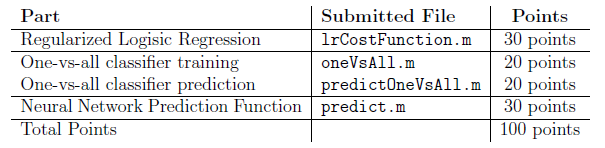 Part Submitted File Points
Regularized Logisic Regression lrCostFunction.m 30 points
One-vs-all classifier training oneVsAll.m 20 points
One-vs-all classifier prediction predictOneVsAll.m 20 points
Neural Network Prediction Function predict.m 30 points
Total Points 100 points